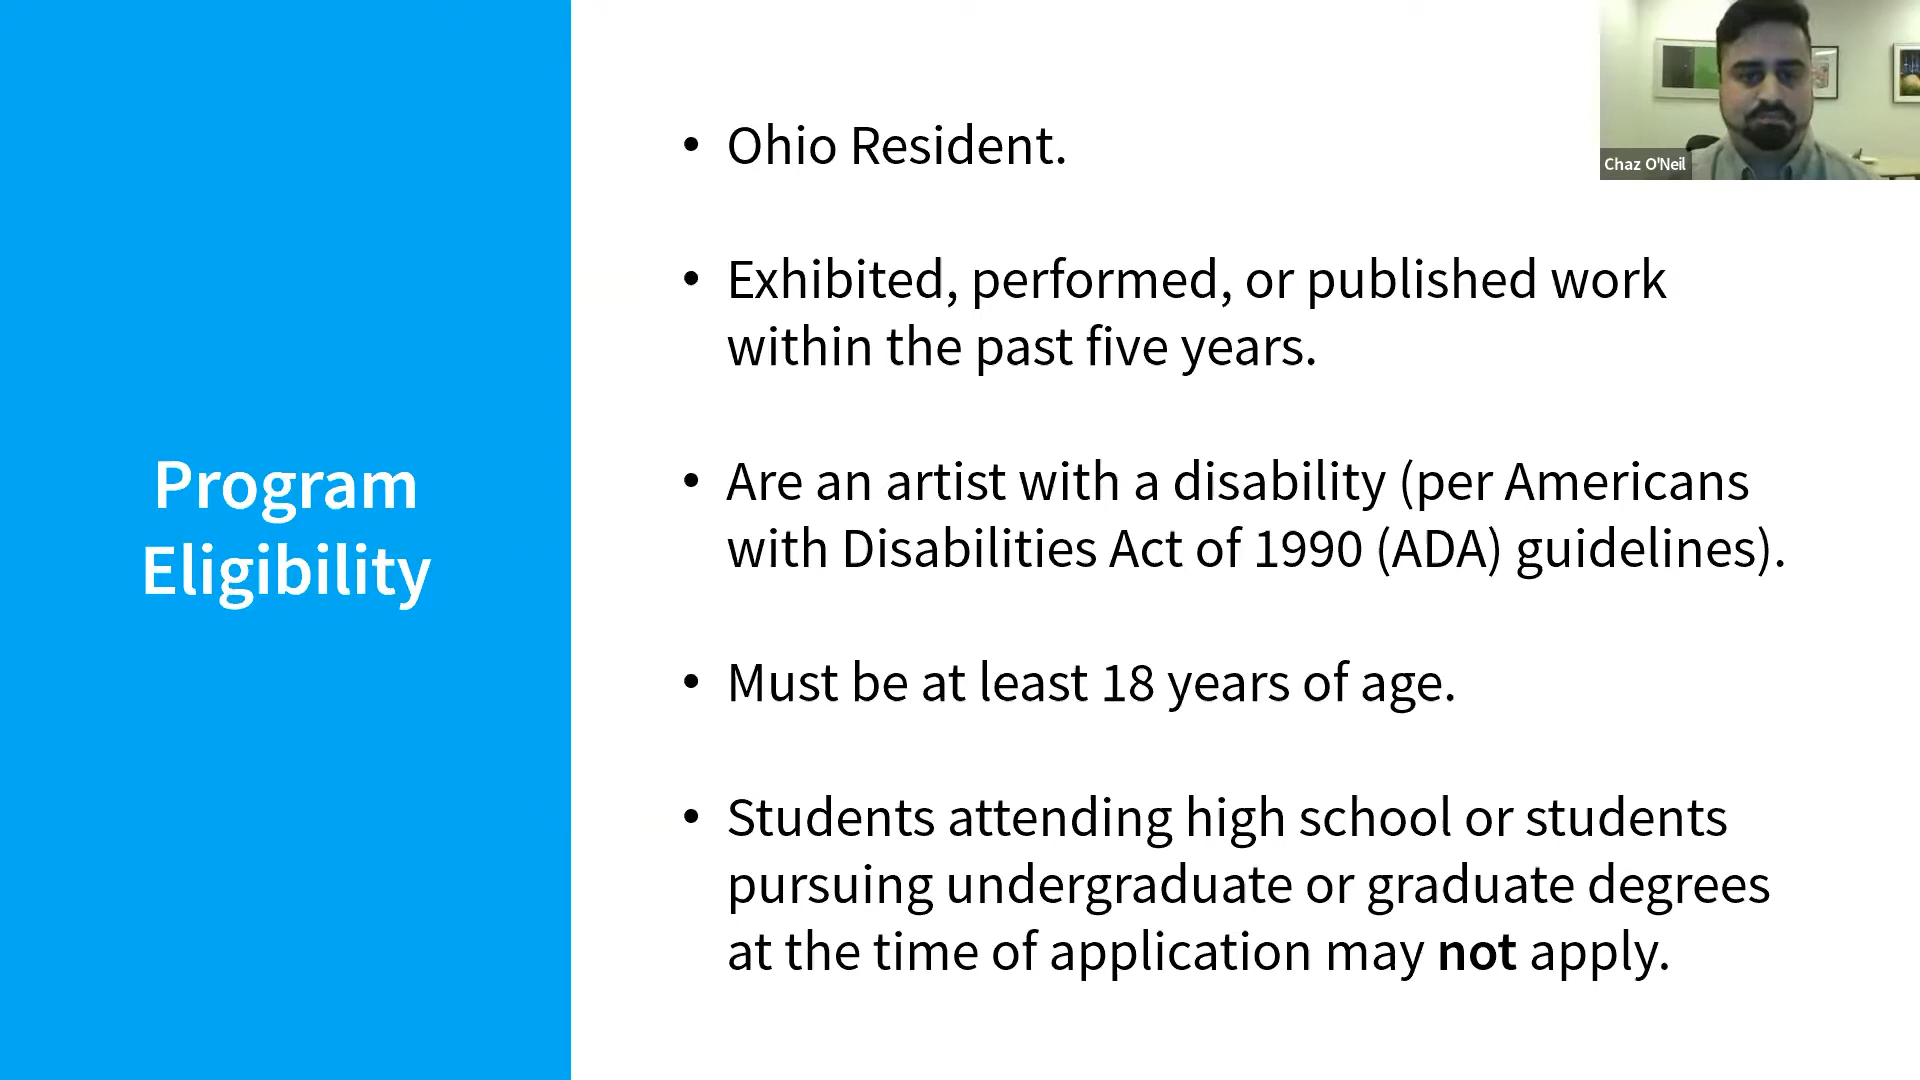 Program
Eligibility
• Ohio Resident.
• Exhibited, performed, or published work
within the past five years.
• Are an artist with a disability (per Americans
with Disabilities Act of 1990 (ADA) guidelines).
• Must be at least 18 years of age.
• Students attending high school or students
pursuing undergraduate or graduate degrees
at the time of application may not apply.
Chaz O'Neil